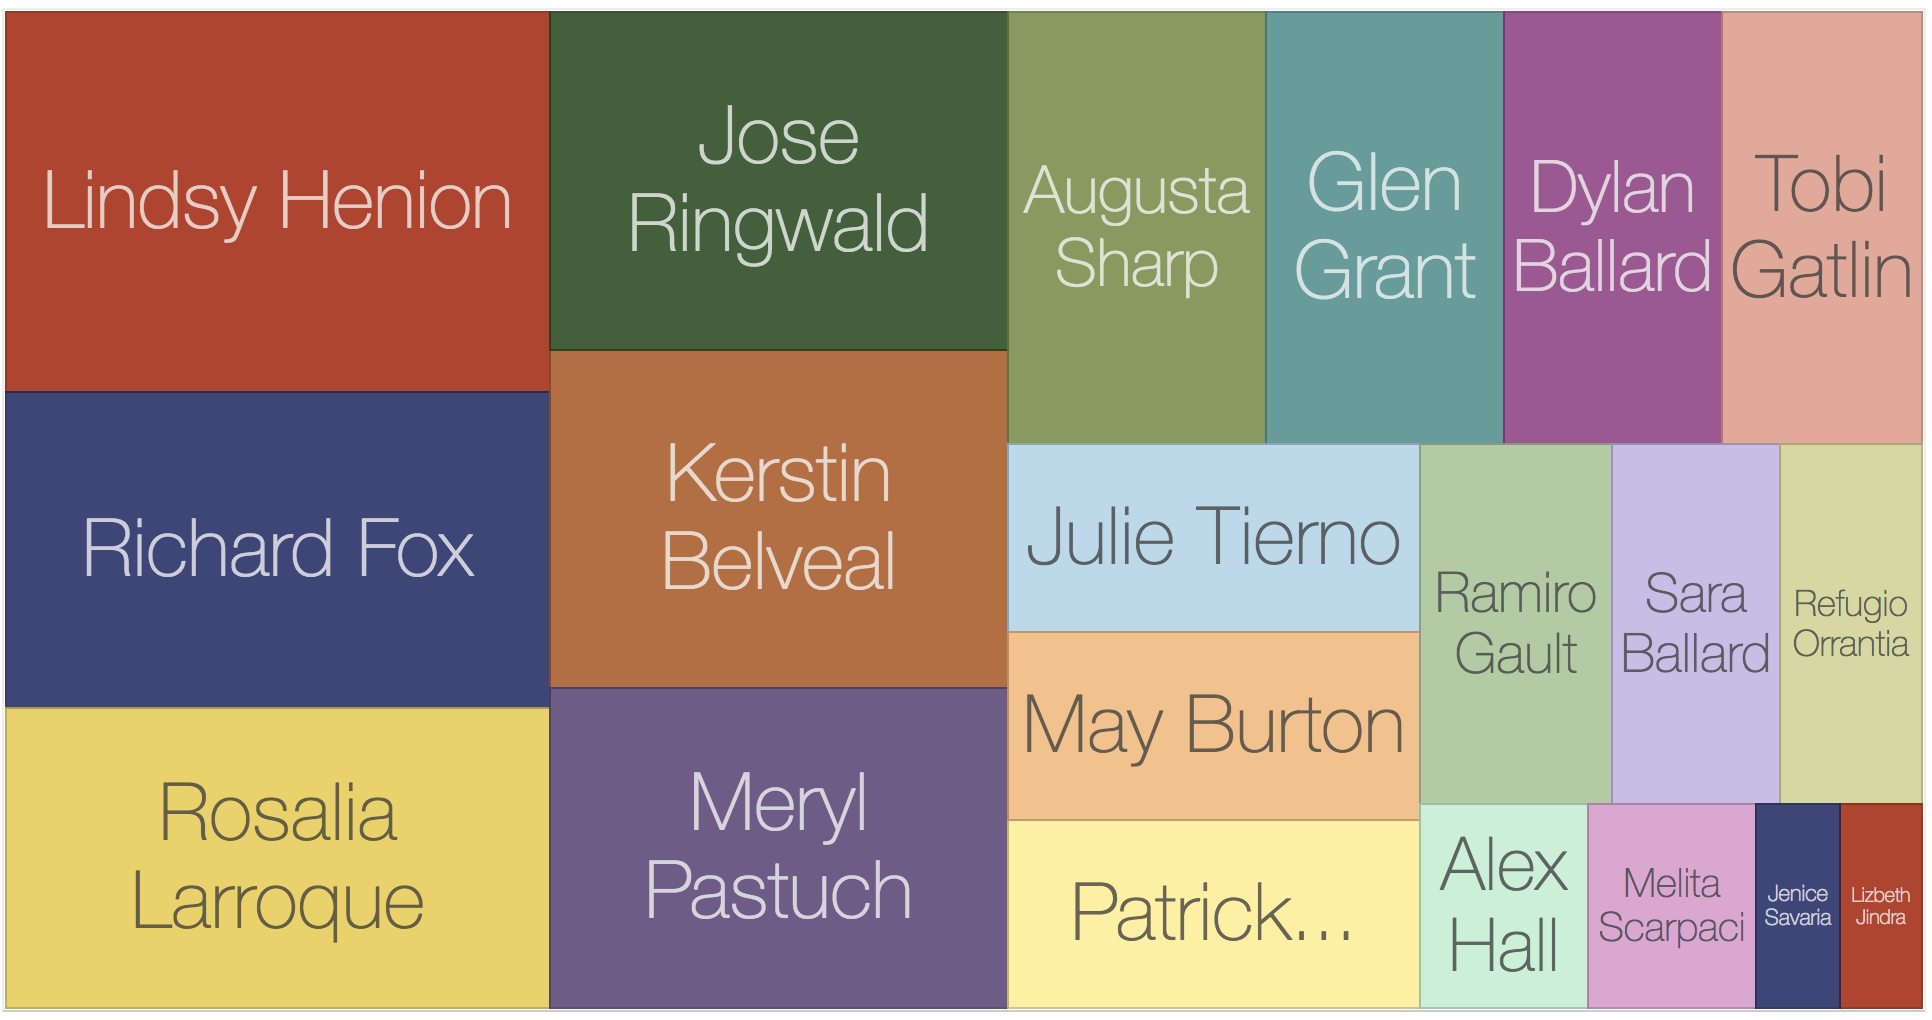 Lindsy Henion
Richard Fox
Rosalia
Larroque
Jose
Ringwald
Kerstin
Belveal
Meryl
Pastuch
Augusta
Sharp
Glen
Grant
Dylan
Ballard
Tobi
Gatlin
Julie Tierno
May Burton
Patrick...
Ramiro
Gault
Sara
Ballard
Refugio
Orrantia
Alex
Hall
Melita
Scarpaci
Jenice
Savaria
Lizbeth
Jindra